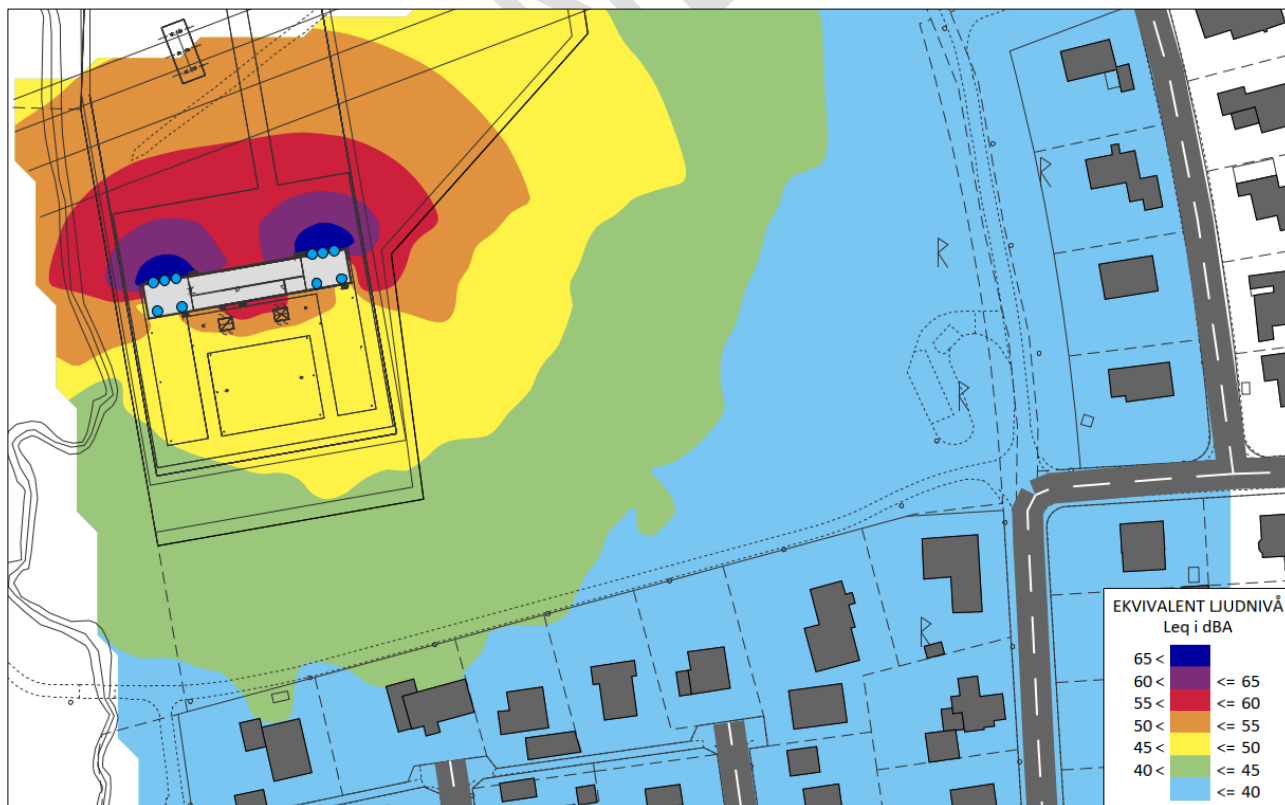 EKVIVALENT LJUDNIVÅ
Leq i dBA
65 <
60 < <= 65
55 < <= 60
50 < <= 55
45 < <= 50
40 < <= 45
<= 40